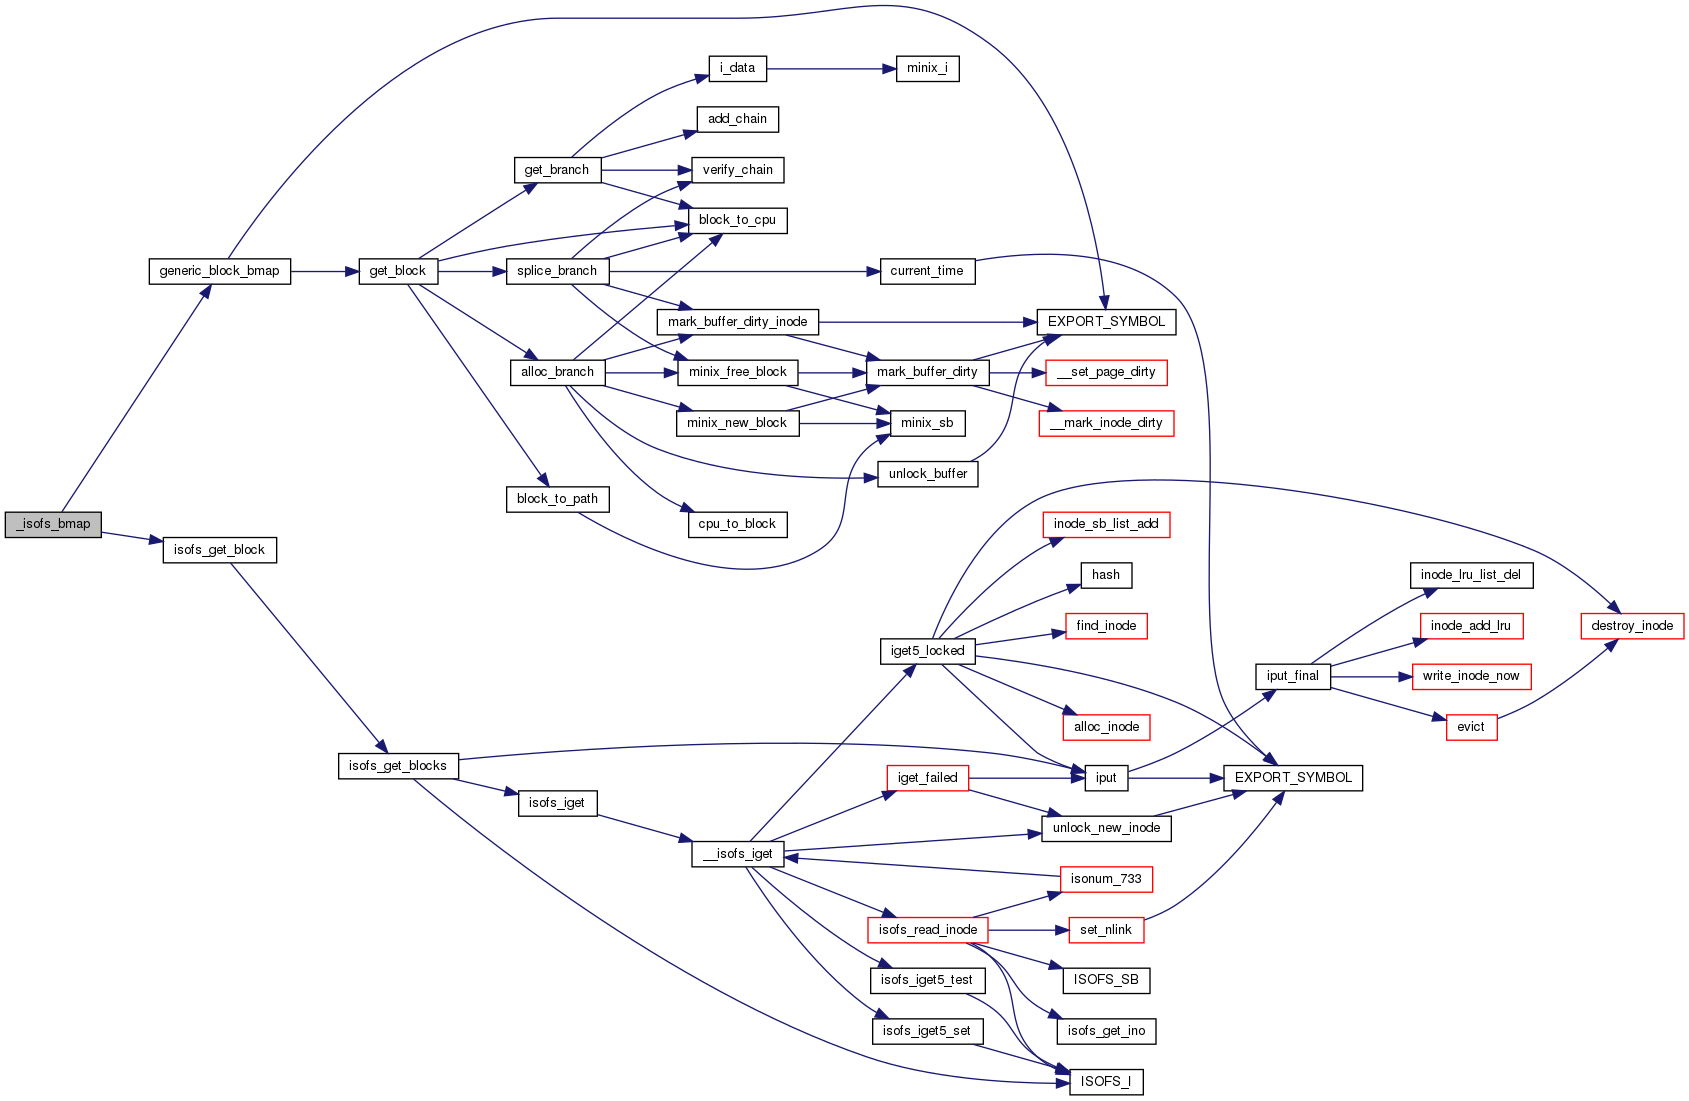 i_data
minix_i
add_chain
get_branch
verify_chain
block_to_cpu
generic_block_bmap
get_block
splice_branch
current_time
mark_buffer_dirty_inode
EXPORT_SYMBOL
alloc_branch
minix_free_block
mark_buffer_dirty
__set_page_dirty
minix_new_block
minix_sb
__mark_inode_dirty
unlock_buffer
block_to_path
_isofs_bmap
cpu_to_block
inode_sb_list_add
isofs_get_block
hash
inode_lru_list_del
find_inode
inode_add_lru
destroy_inode
iget5_locked
iput_final
write_inode_now
alloc_inode
evict
isofs_get_blocks
iget_failed
iput
EXPORT_SYMBOL
isofs_iget
unlock_new_inode
__isofs_iget
isonum_733
isofs_read_inode
set_nlink
isofs_iget5_test
ISOFS_SB
isofs_iget5_set
isofs_get_ino
ISOFS_I